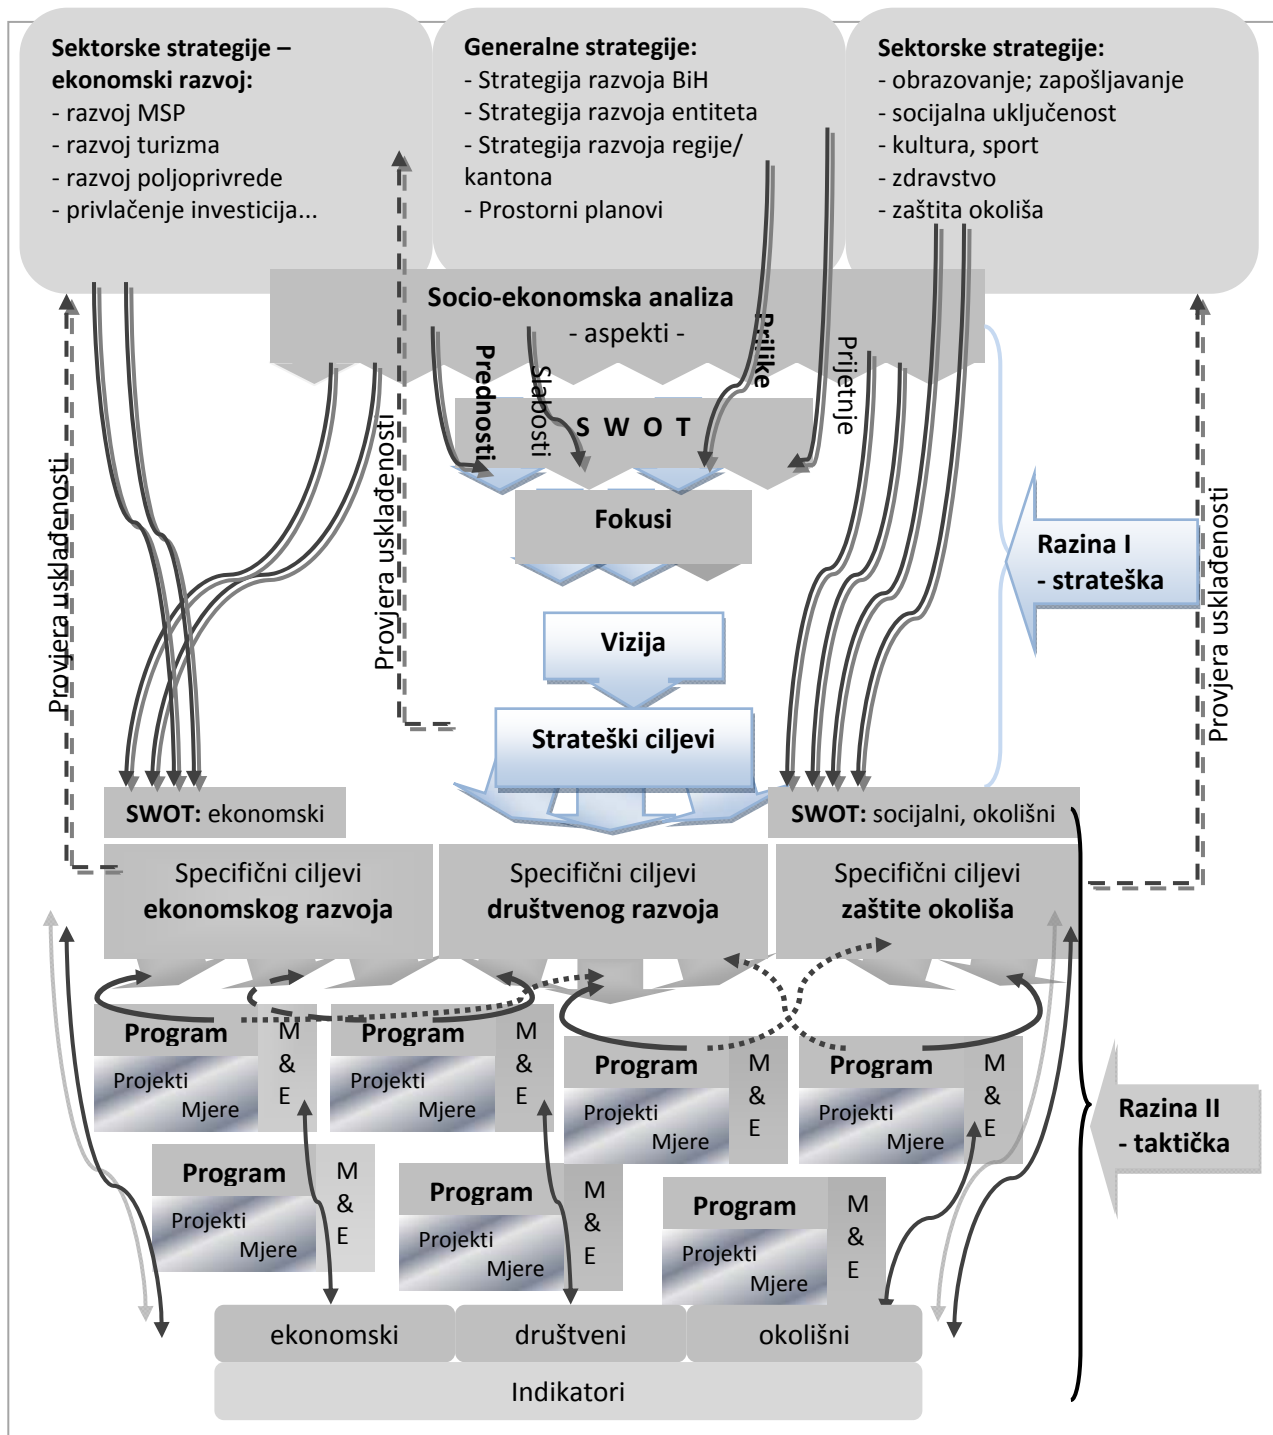 Sektorske strategije –
ekonomski razvoj:
- razvoj MSP
- razvoj turizma
- razvoj poljoprivrede
- privlačenje investicija...
Generalne strategije:
- Strategija razvoja BiH
- Strategija razvoja entiteta
- Strategija razvoja regije/
kantona
- Prostorni planovi
Sektorske strategije:
- obrazovanje; zapošljavanje
- socijalna uključenost
- kultura, sport
- zdravstvo
- zaštita okoliša
Socio-ekonomska analiza
- aspekti -
Prednosti
Slabosti
Prilike
Prijetnje
S W O T
Fokusi
Provjera usklađenosti
Provjera usklađenosti
Provjera usklađenosti
Razina I
- strateška
Vizija
Strateški ciljevi
SWOT: ekonomski
SWOT: socijalni, okolišni
Specifični ciljevi
ekonomskog razvoja
Specifični ciljevi
društvenog razvoja
Specifični ciljevi
zaštite okoliša
Program
Projekti
Mjere
M
&
E
Program
Projekti
Mjere
M
&
E
Program
Projekti
Mjere
M
&
E
Program
Projekti
Mjere
M
&
E
Razina II
- taktička
Program
Projekti
Mjere
M
&
E
Program
Projekti
Mjere
M
&
E
Program
Projekti
Mjere
M
&
E
ekonomski
društveni
okolišni
Indikatori